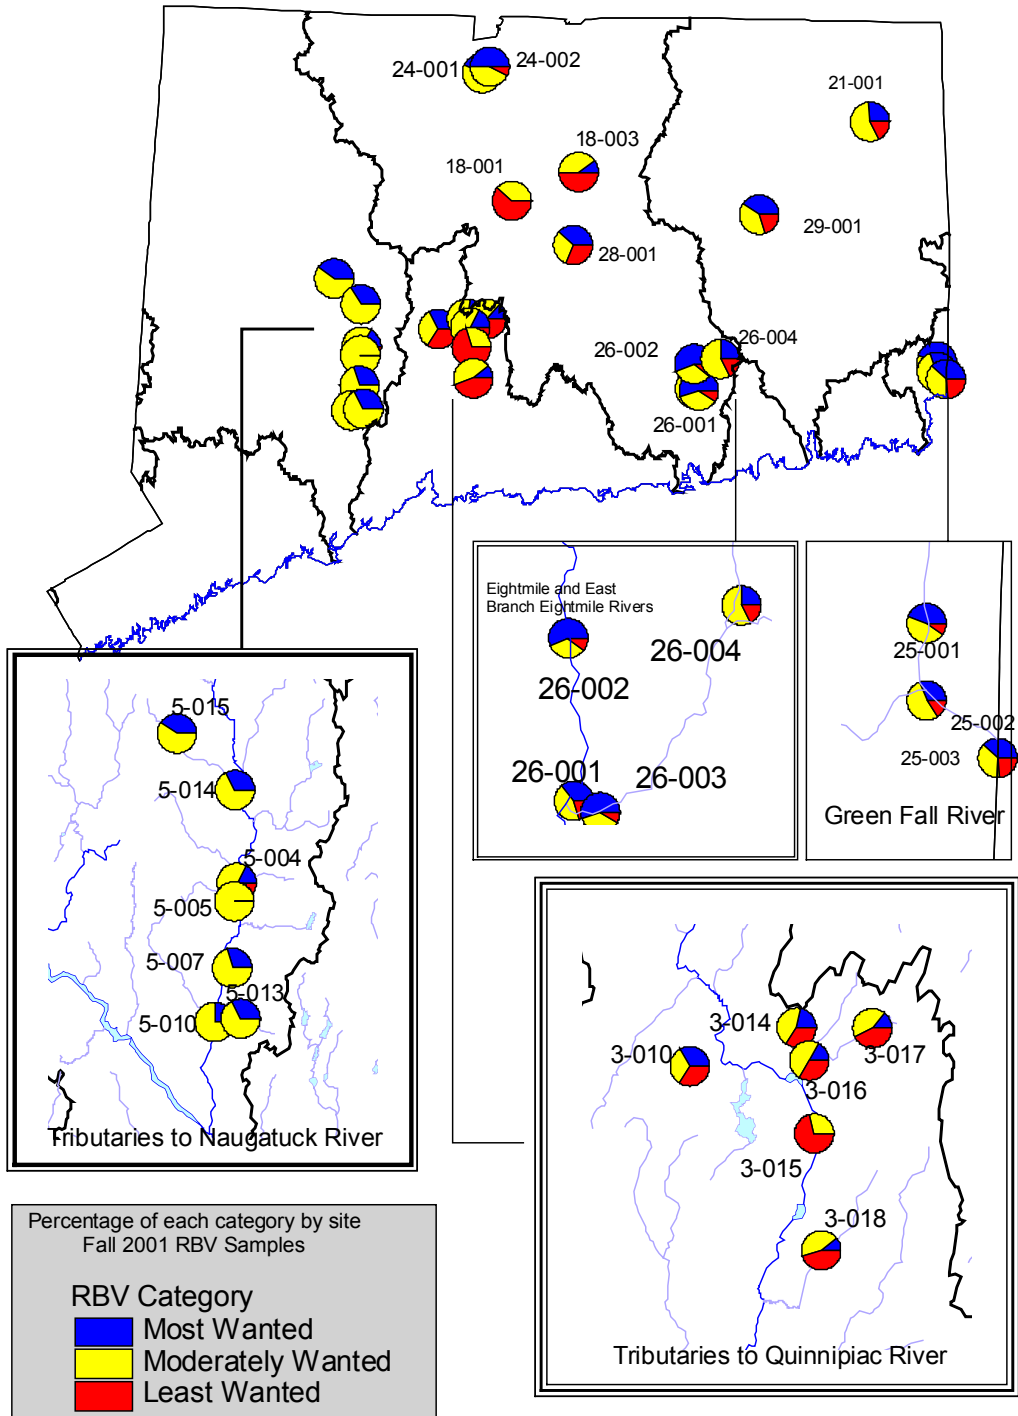 24-001
24-002
21-001
18-003
18-001
29-001
28-001
26-002
26-004
26-001
Eightmile and East
Branch Eightmile Rivers
26-004
26-002
26-001
26-003
25-001
25-002
25-003
Green Fall River
5-015
5-014
5-004
5-005
5-007
5-013
5-010
Tributaries to Naugatuck River
3-014
3-010
3-017
3-016
3-015
3-018
Tributaries to Quinnipiac River
Percentage of each category by site
Fall 2001 RBV Samples
RBV Category
Most Wanted
Moderately Wanted
Least Wanted